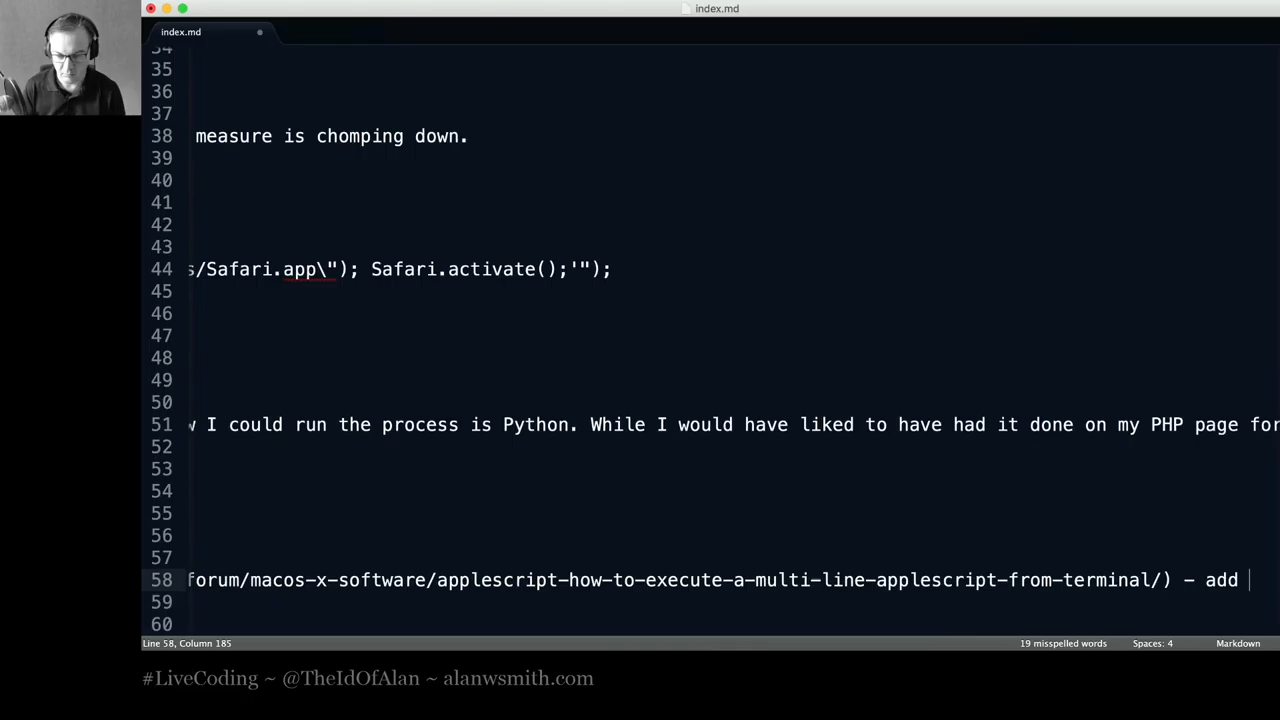 index.md
index.md
34
35
36
37
38 measure is chomping down.
39
40
41
42
43
44 s/Safari.app\"); Safari.activate();'");
45
46
47
48
49
50
51 w I could run the process is Python. While I would have liked to have had it done on my PHP page for
52
53
54
55
56
57
58 forum/macos-x-software/applescript-how-to-execute-a-multi-line-applescript-from-terminal/) - add
59
60
Line 58, Column 185
19 misspelled words
Spaces: 4
Markdown
#LiveCoding ~ @TheIdOfAlan ~ alanwsmith.com